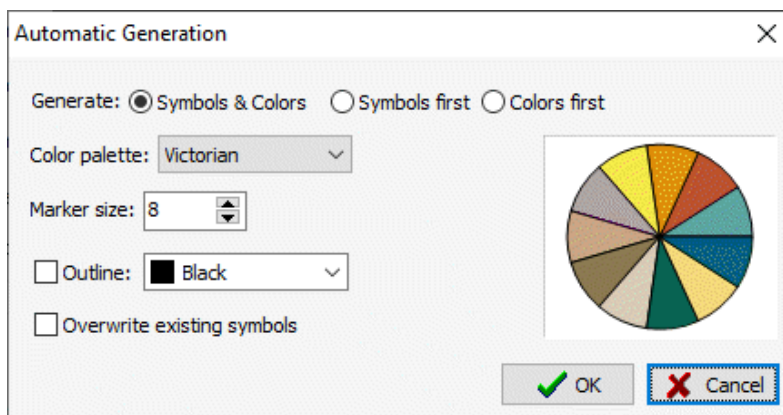 Automatic Generation
Generate: Symbols & Colors Symbols first Colors first
Color palette: Victorian
Marker size: 8
Outline: Black
Overwrite existing symbols
OK Cancel